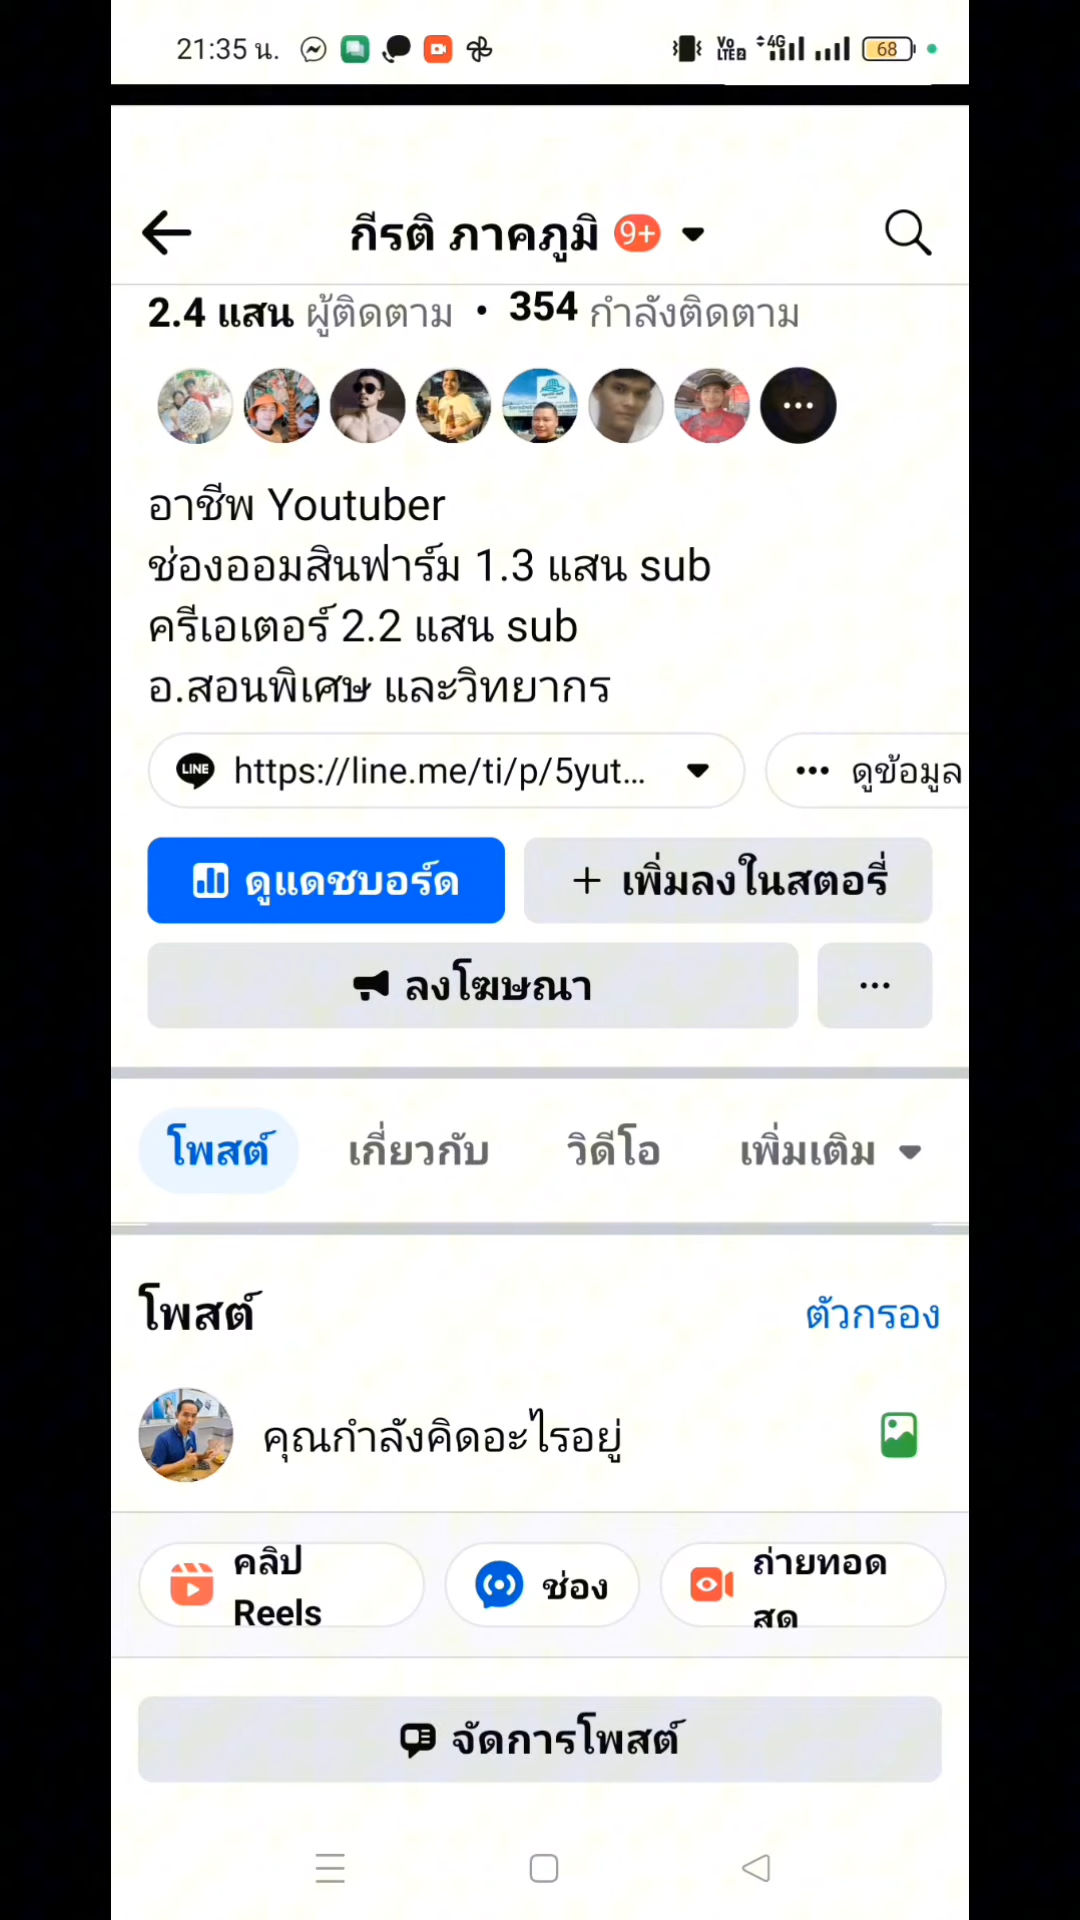 21:35 น.
Vo LTE 2 4G 68
กีรติ ภาคภูมิ 9+
2.4 แสน ผู้ติดตาม • 354 กำลังติดตาม
อาชีพ Youtuber
ช่องออมสินฟาร์ม 1.3 แสน sub
ครีเอเตอร์ 2.2 แสน sub
อ.สอนพิเศษ และวิทยากร
LINE https://line.me/ti/p/5yut... ••• ดูข้อมูล
ดูแดชบอร์ด + เพิ่มลงในสตอรี่
ลงโฆษณา ...
โพสต์ เกี่ยวกับ วิดีโอ เพิ่มเติม
โพสต์ ตัวกรอง
คุณกำลังคิดอะไรอยู่
คลิป Reels ช่อง ถ่ายทอดสด
จัดการโพสต์